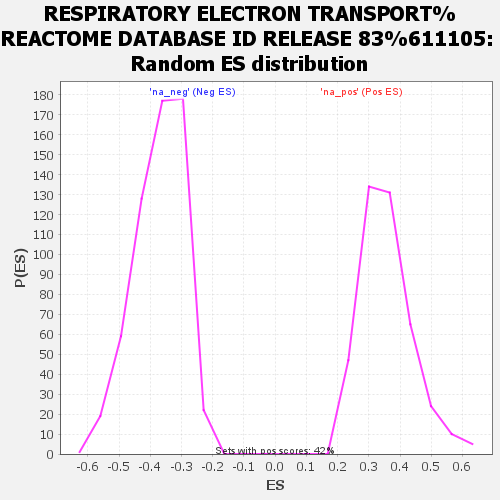 RESPIRATORY ELECTRON TRANSPORT%
REACTOME DATABASE ID RELEASE 83%611105:
Random ES distribution
'na_neg' (Neg ES) 'na_pos' (Pos ES)
180
170
160
150
140
130
120
110
100
90
80
70
60
50
40
30
20
10
0
P(ES)
Sets with pos scores: 42%
-0.6 -0.5 -0.4 -0.3 -0.2 -0.1 0.0 0.1 0.2 0.3 0.4 0.5 0.6
ES